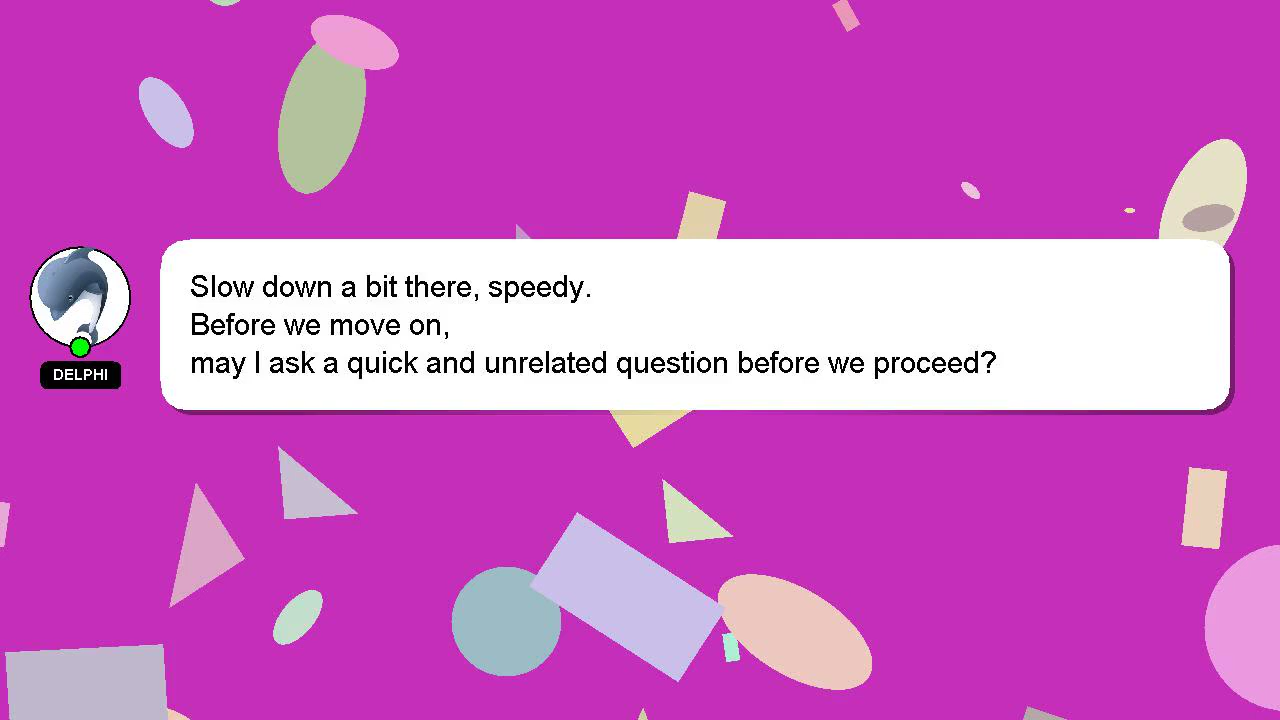 Slow down a bit there, speedy.
Before we move on,
may I ask a quick and unrelated question before we proceed?
DELPHI